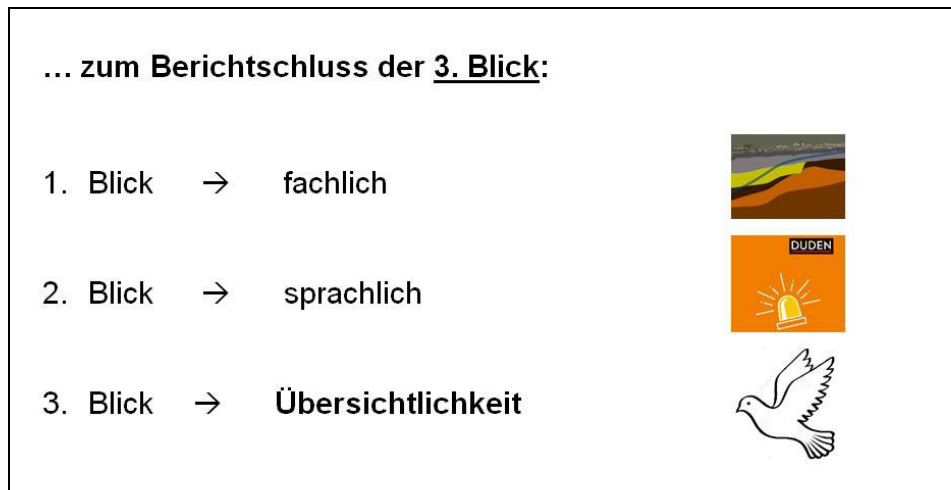 ... zum Berichtschluss der 3. Blick:
1. Blick → fachlich
DUDEN
2. Blick → sprachlich
3. Blick → Übersichtlichkeit